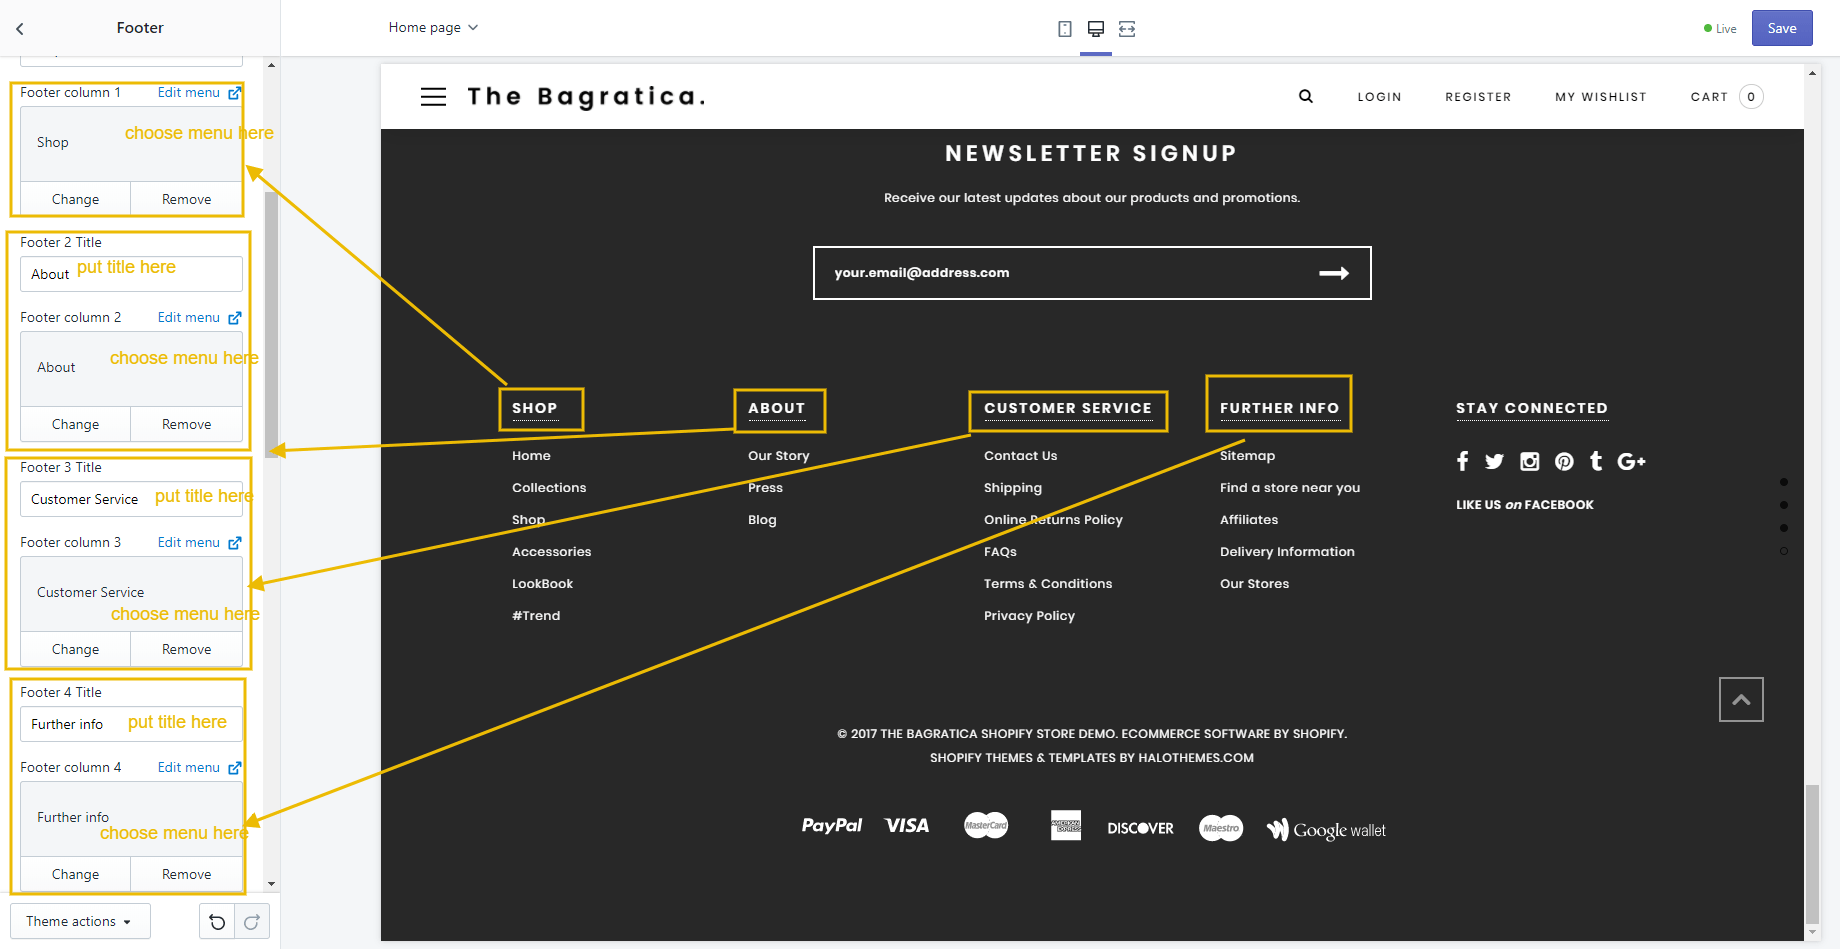 Footer
Home page
Live
Save
Footer column 1
Edit menu
choose menu here
Shop
Change
Remove
Footer 2 Title
About
put title here
Footer column 2
Edit menu
choose menu here
About
Change
Remove
Footer 3 Title
Customer Service
put title here
Footer column 3
Edit menu
Customer Service
choose menu here
Change
Remove
Footer 4 Title
Further info
put title here
Footer column 4
Edit menu
Further info
choose menu here
Change
Remove
Theme actions
The Bagratica.
LOGIN
REGISTER
MY WISHLIST
CART 0
NEWSLETTER SIGNUP
Receive our latest updates about our products and promotions.
your.email@address.com
SHOP
Home
Collections
Shop
Accessories
LookBook
#Trend
ABOUT
Our Story
Press
Blog
CUSTOMER SERVICE
Contact Us
Shipping
Online Returns Policy
FAQs
Terms & Conditions
Privacy Policy
FURTHER INFO
Sitemap
Find a store near you
Affiliates
Delivery Information
Our Stores
STAY CONNECTED
LIKE US on FACEBOOK
© 2017 THE BAGRATICA SHOPIFY STORE DEMO. ECOMMERCE SOFTWARE BY SHOPIFY.
SHOPIFY THEMES & TEMPLATES BY HALOTHEMES.COM
PayPal
VISA
MasterCard
AMERICAN EXPRESS
DISCOVER
Maestro
Google wallet